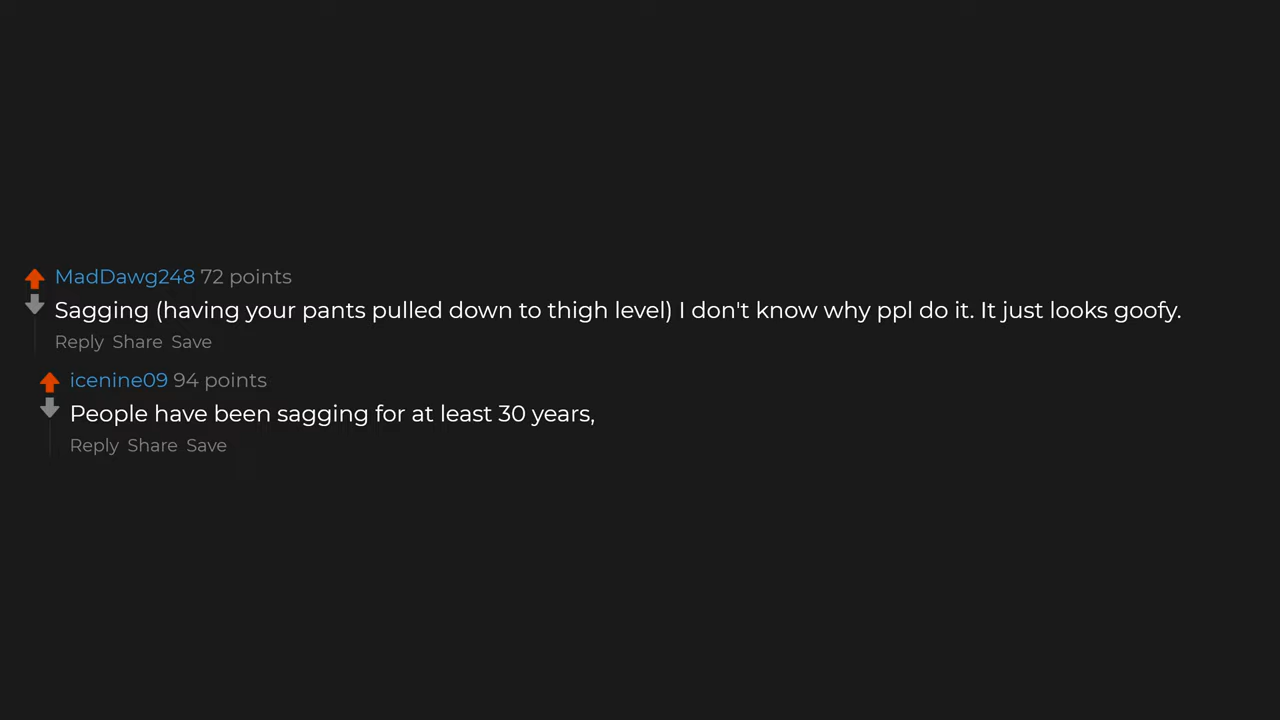 MadDawg248 72 points
Sagging (having your pants pulled down to thigh level) I don't know why ppl do it. It just looks goofy.
Reply Share Save
icenine09 94 points
People have been sagging for at least 30 years,
Reply Share Save